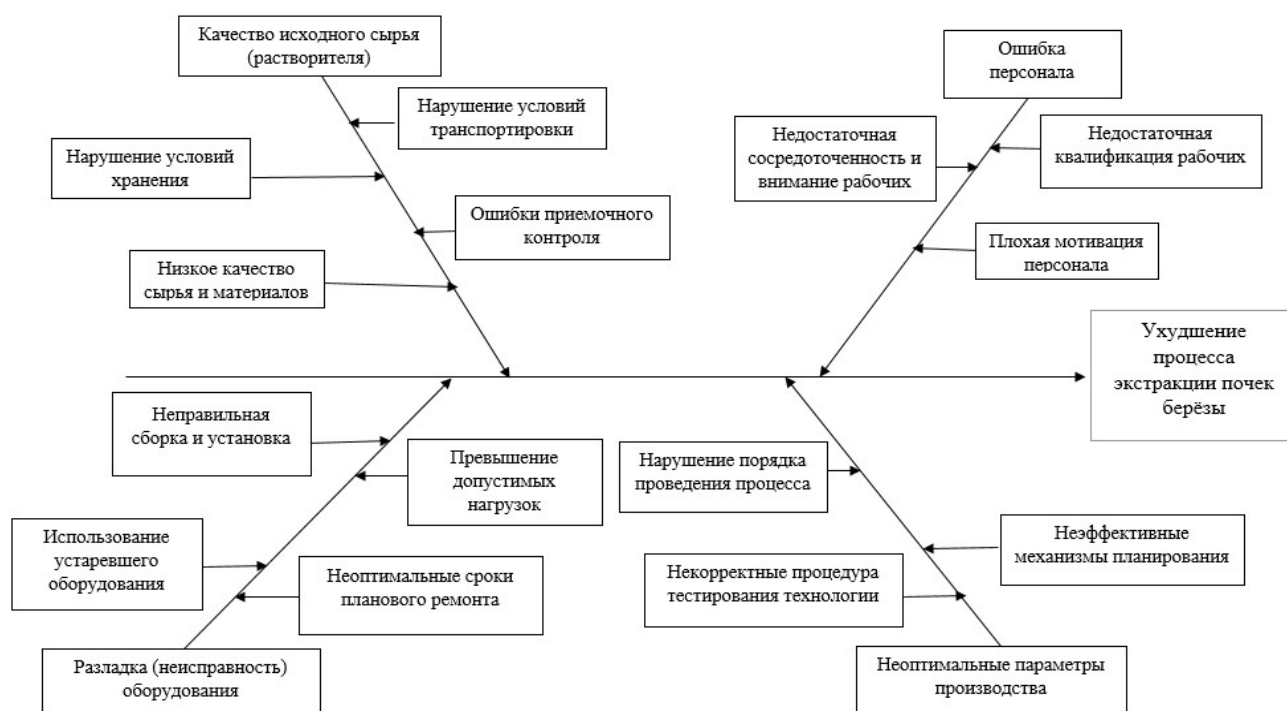 Качество исходного сырья
(растворителя)
Ошибка
персонала
Нарушение условий
транспортировки
Недостаточная
сосредоточенность и
внимание рабочих
Недостаточная
квалификация рабочих
Нарушение условий
хранения
Ошибки приемочного
контроля
Плохая мотивация
персонала
Низкое качество
сырья и материалов
Ухудшение
процесса
экстракции почек
берёзы
Неправильная
сборка и установка
Превышение
допустимых
нагрузок
Нарушение порядка
проведения процесса
Использование
устаревшего
оборудования
Неоптимальные сроки
планового ремонта
Некорректные процедура
тестирования технологии
Неэффективные
механизмы планирования
Разладка (неисправность)
оборудования
Неоптимальные параметры
производства